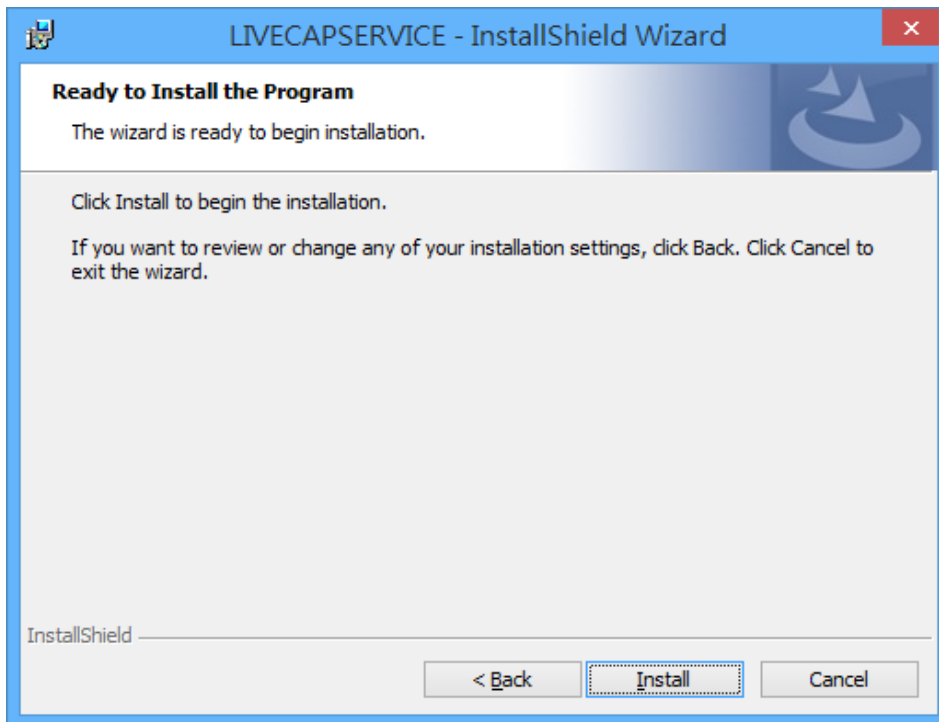 LIVECAPSERVICE - InstallShield Wizard
Ready to Install the Program
The wizard is ready to begin installation.
Click Install to begin the installation.
If you want to review or change any of your installation settings, click Back. Click Cancel to
exit the wizard.
InstallShield
< Back
Install
Cancel